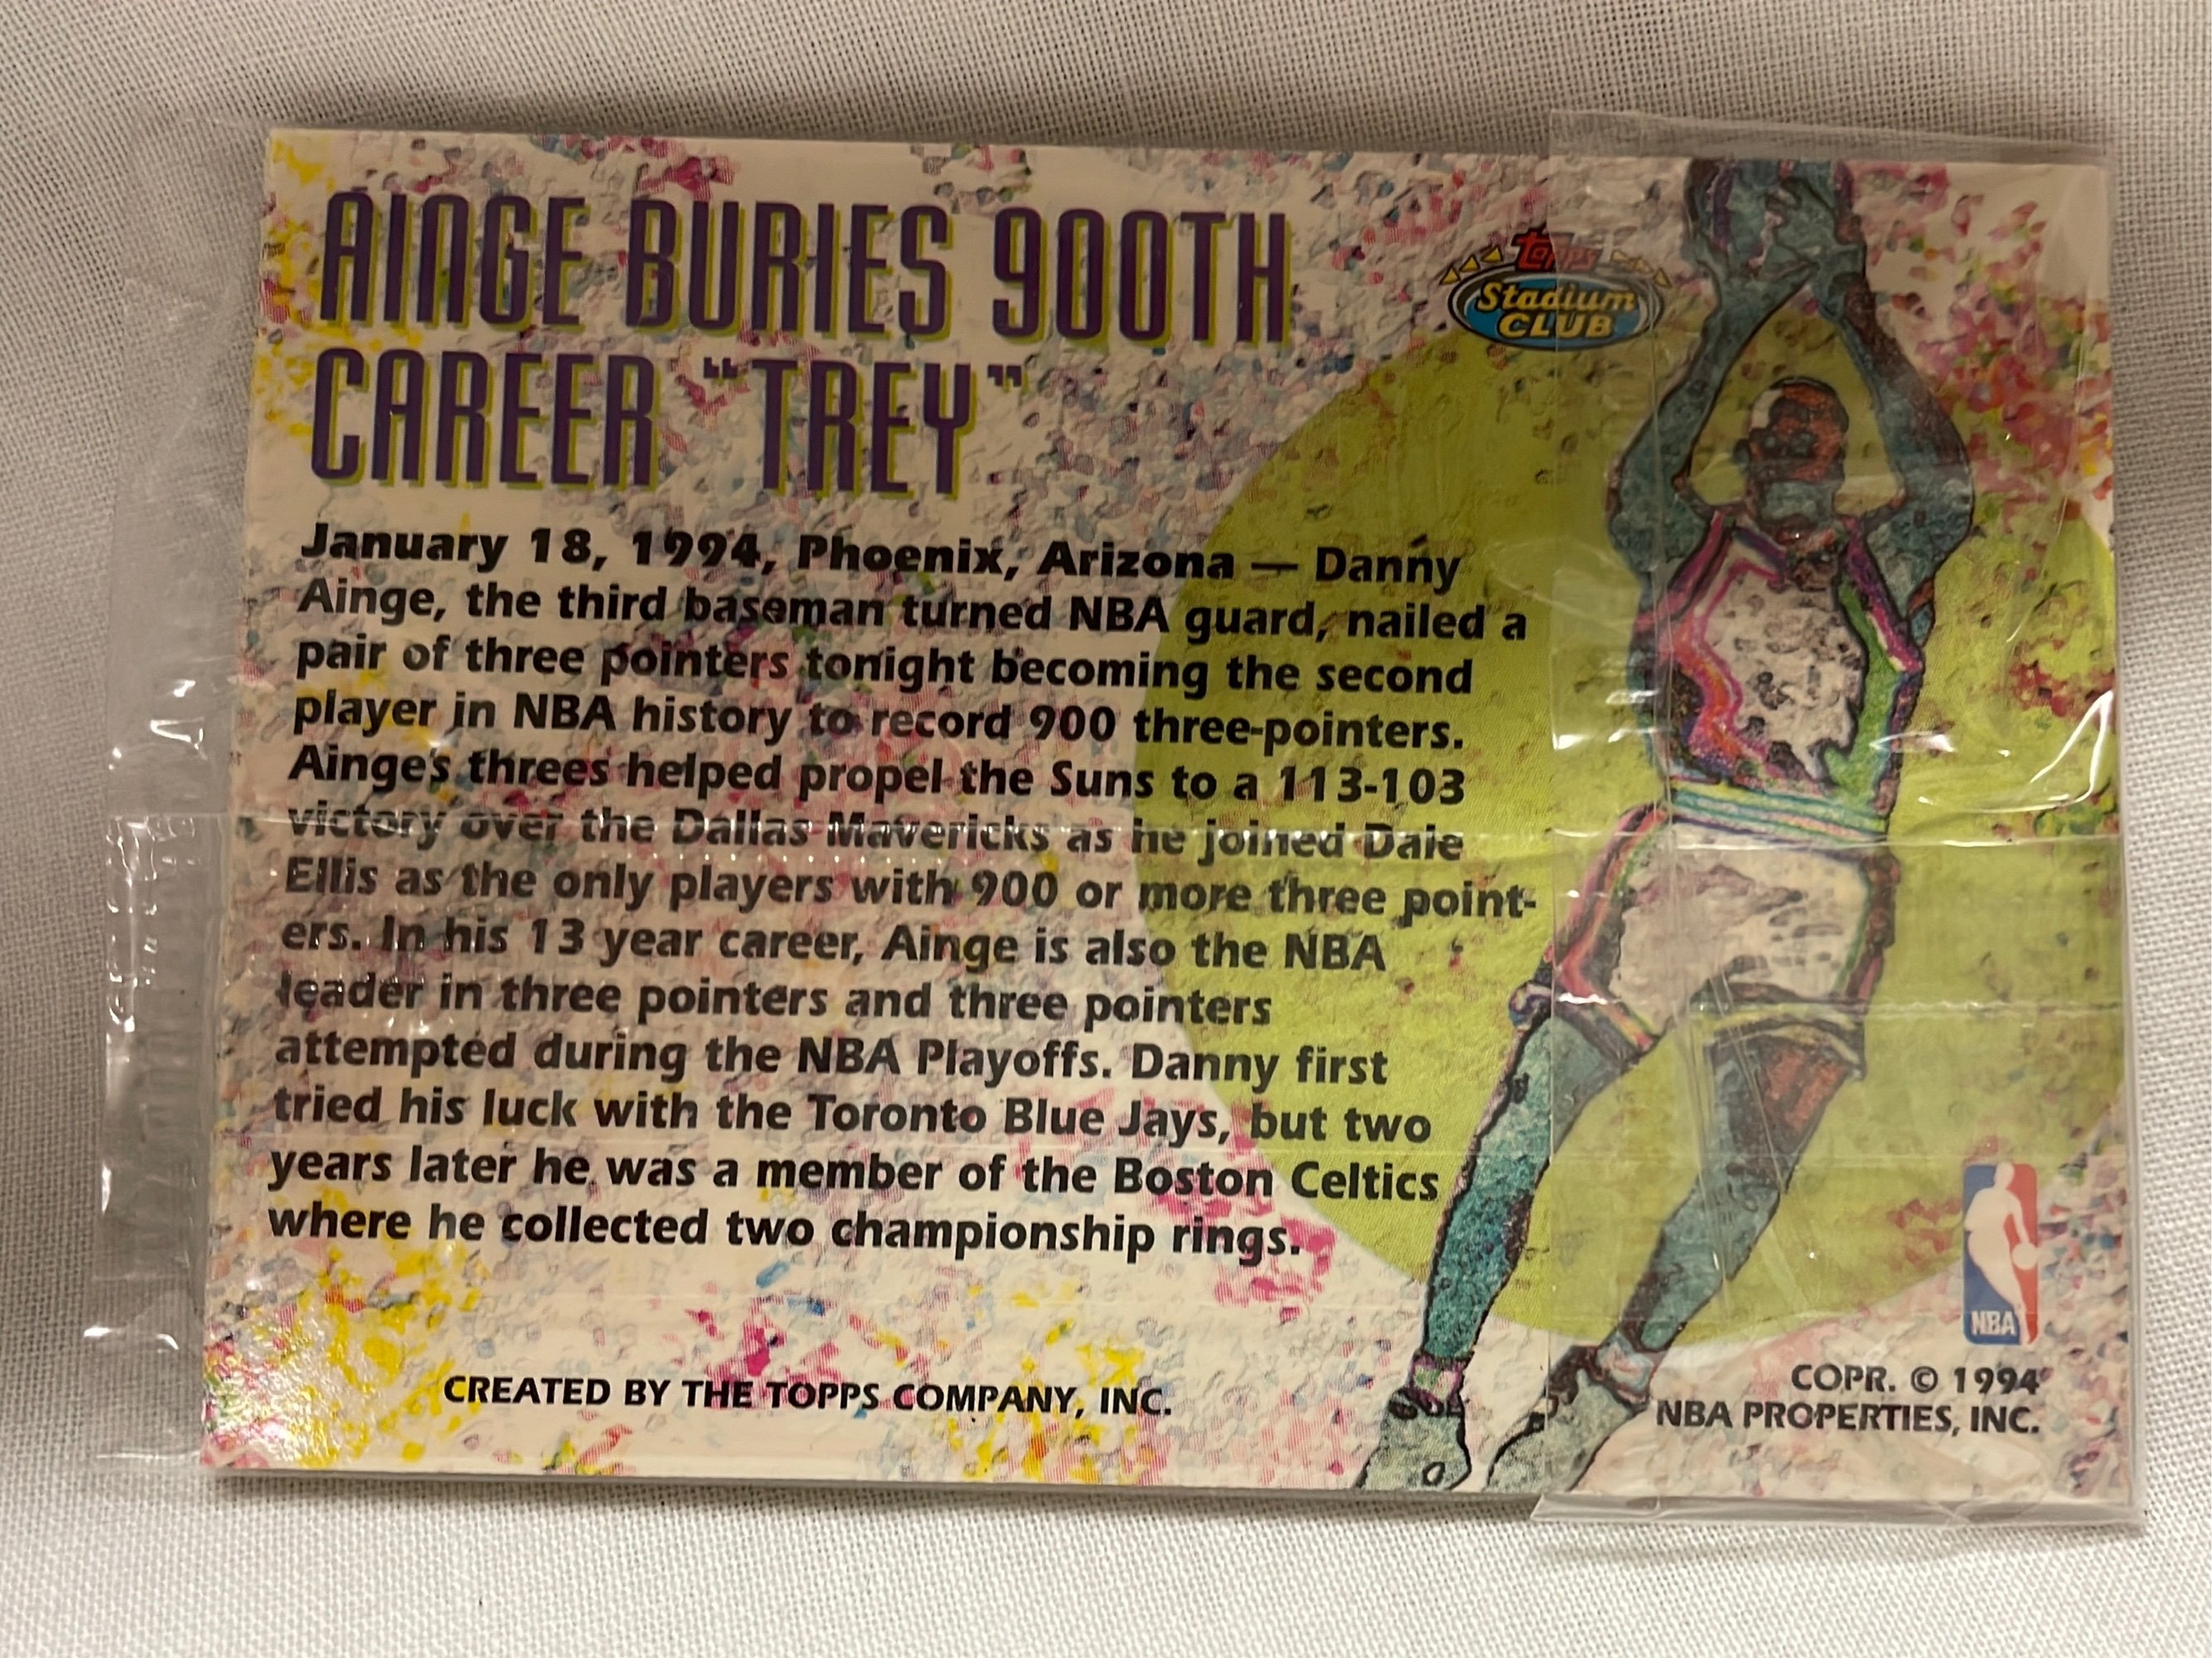 AINGE BURIES 900TH
CAREER "TREY"
topps
Stadium
CLUB
January 18, 1994, Phoenix, Arizona — Danny
Ainge, the third baseman turned NBA guard, nailed a
pair of three pointers tonight becoming the second
player in NBA history to record 900 three-pointers.
Ainge's threes helped propel the Suns to a 113-103
victory over the Dallas Mavericks as he joined Dale
Ellis as the only players with 900 or more three point-
ers. In his 13 year career, Ainge is also the NBA
leader in three pointers and three pointers
attempted during the NBA Playoffs. Danny first
tried his luck with the Toronto Blue Jays, but two
years later he was a member of the Boston Celtics
where he collected two championship rings.
NBA
CREATED BY THE TOPPS COMPANY, INC.
COPR. © 1994
NBA PROPERTIES, INC.